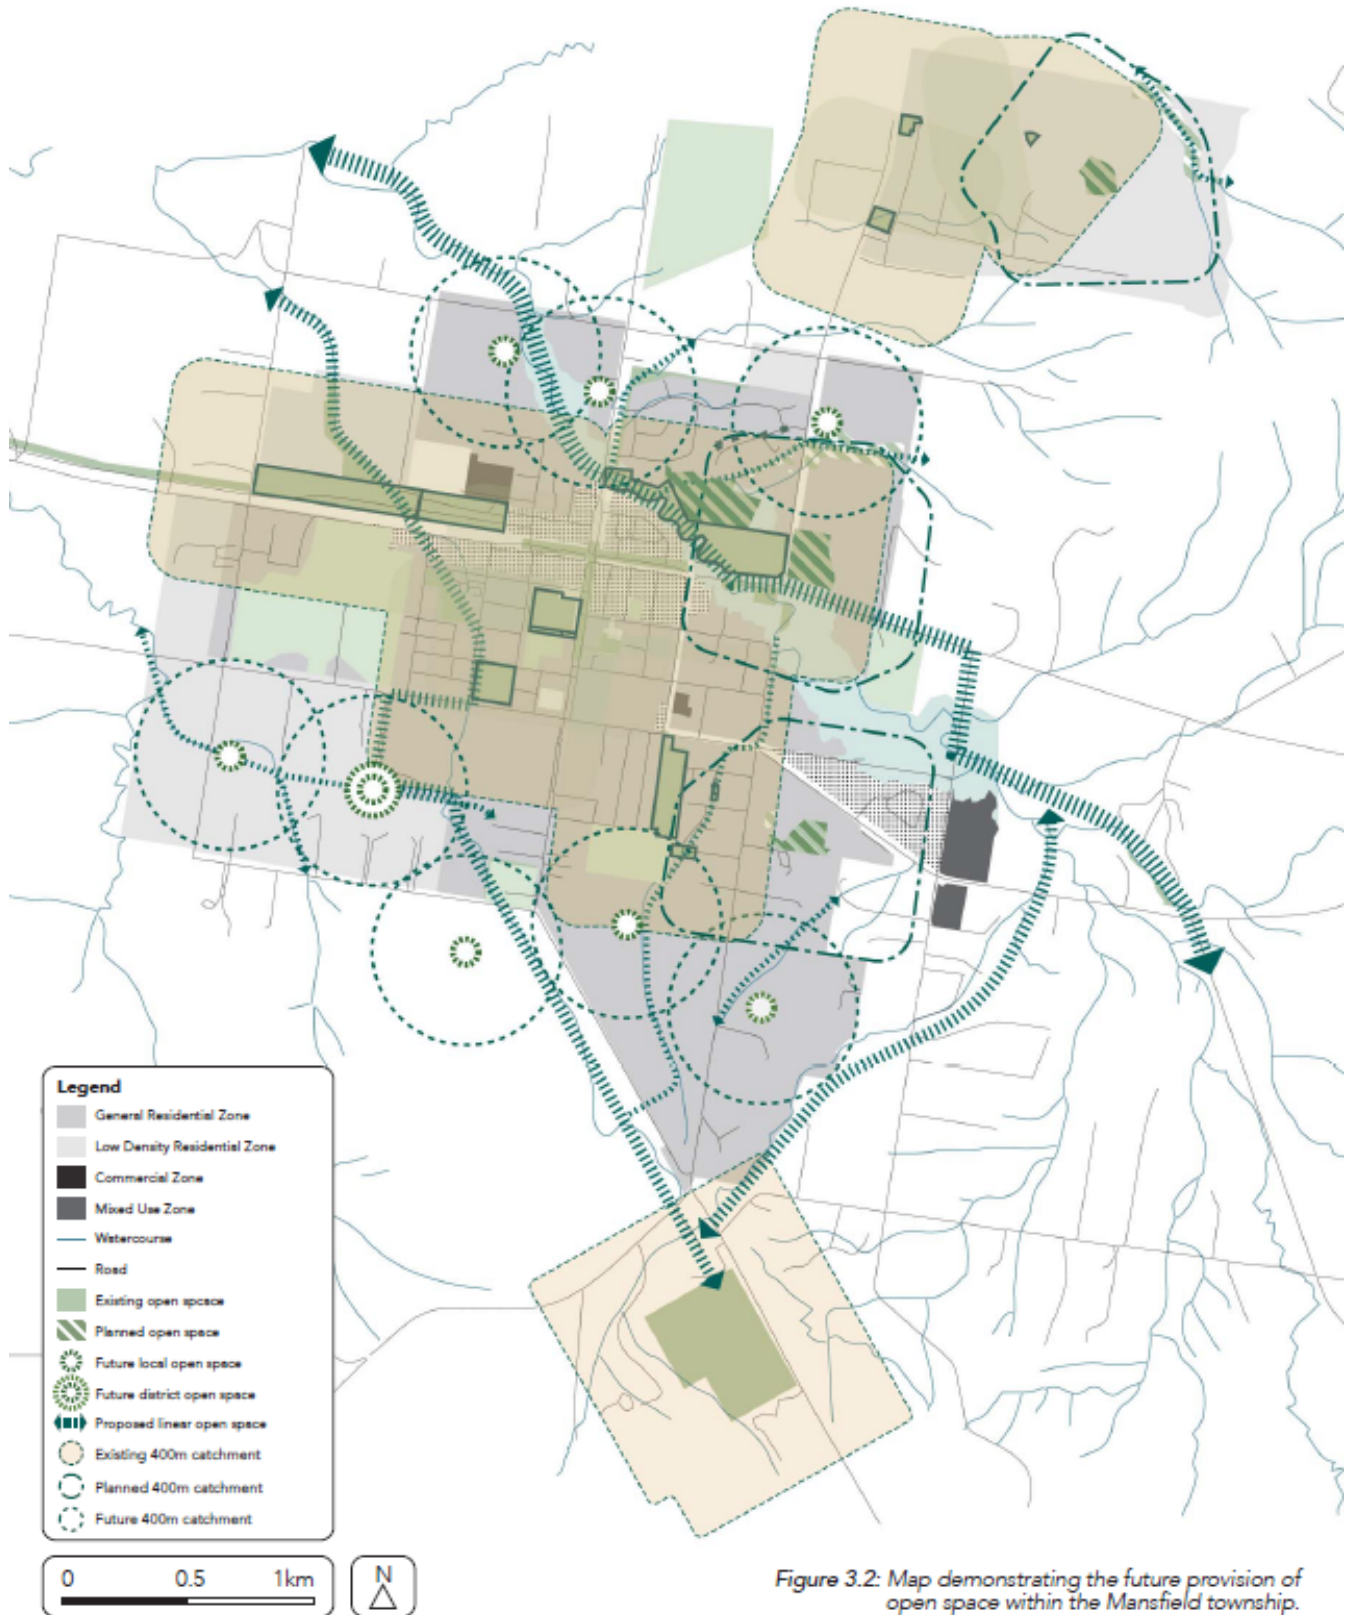 Legend
General Residential Zone
Low Density Residential Zone
Commercial Zone
Mixed Use Zone
Watercourse
Road
Existing open spcace
Planned open space
Future local open space
Future district open space
Proposed linear open space
Existing 400m catchment
Planned 400m catchment
Future 400m catchment
0 0.5 1km
N
Figure 3.2: Map demonstrating the future provision of
open space within the Mansfield township.